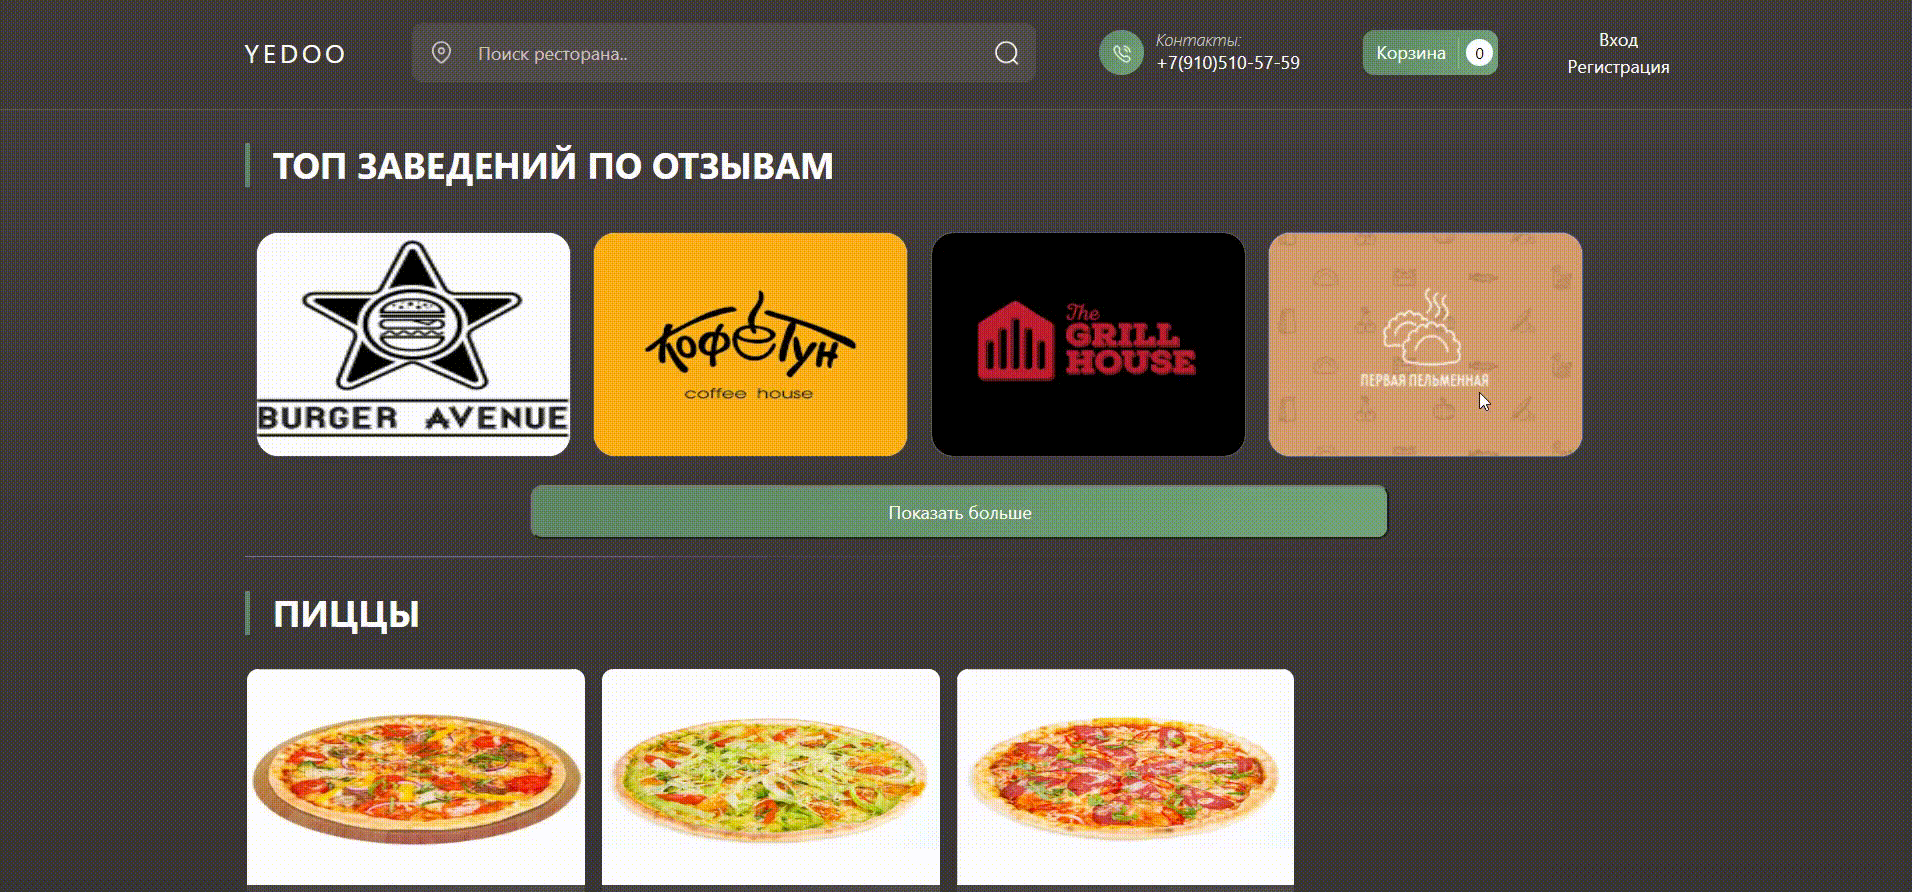 YEDOO
Поиск ресторана..
Контакты:
+7(910)510-57-59
Корзина 0
Вход
Регистрация
ТОП ЗАВЕДЕНИЙ ПО ОТЗЫВАМ
BURGER AVENUE
КофеТун
coffee house
The
GRILL
HOUSE
ПЕРВАЯ ПЕЛЬМЕННАЯ
Показать больше
ПИЦЦЫ